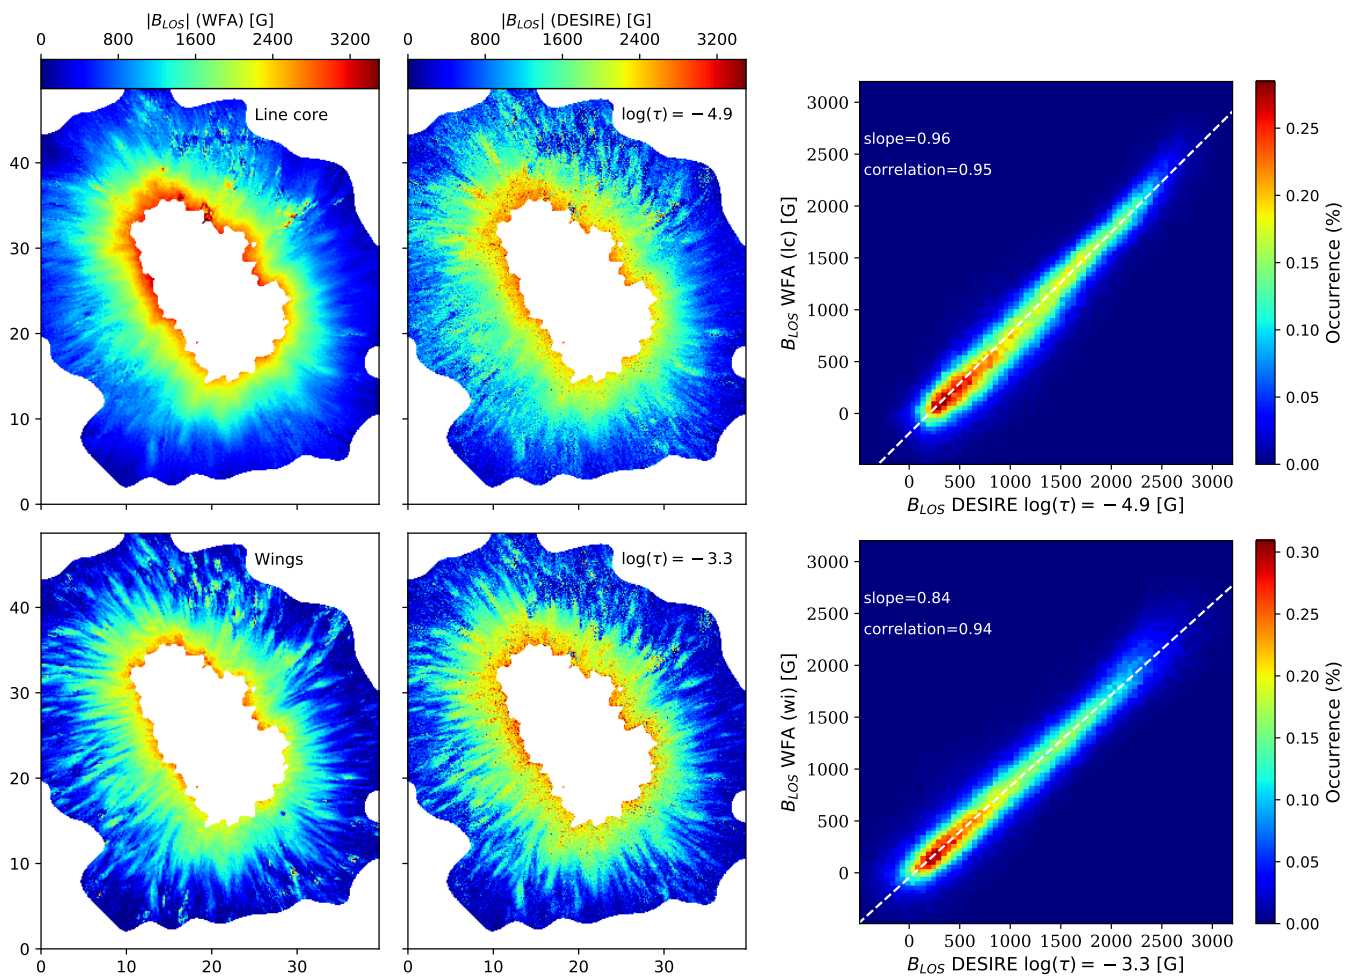 |B_LOS| (WFA) [G]
0 800 1600 2400 3200
|B_LOS| (DESIRE) [G]
0 800 1600 2400 3200
Line core
40
30
20
10
0
log(τ) = −4.9
slope=0.96
correlation=0.95
B_LOS WFA (lc) [G]
3000
2500
2000
1500
1000
500
0
0 500 1000 1500 2000 2500 3000
B_LOS DESIRE log(τ) = −4.9 [G]
0.25
0.20
0.15
0.10
0.05
0.00
Occurrence (%)
Wings
40
30
20
10
0
0 10 20 30
log(τ) = −3.3
0 10 20 30
slope=0.84
correlation=0.94
B_LOS WFA (wi) [G]
3000
2500
2000
1500
1000
500
0
0 500 1000 1500 2000 2500 3000
B_LOS DESIRE log(τ) = −3.3 [G]
0.30
0.25
0.20
0.15
0.10
0.05
0.00
Occurrence (%)